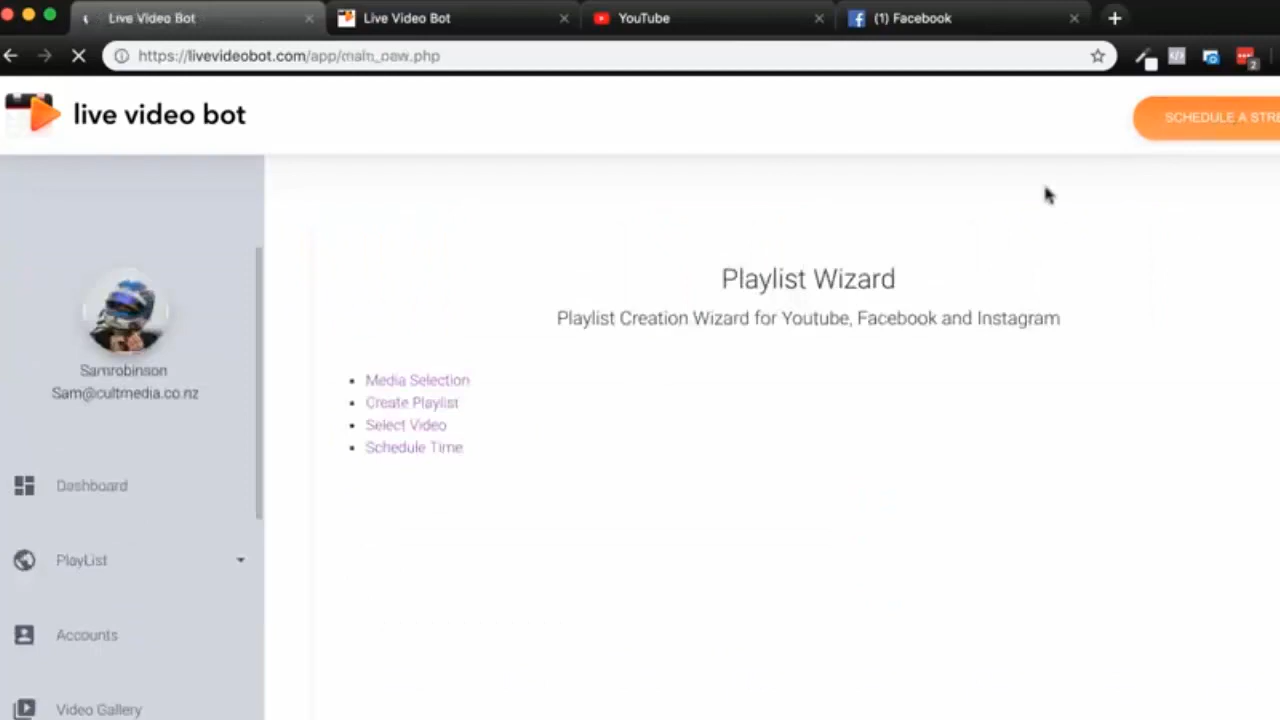 Live Video Bot
Live Video Bot
YouTube
(1) Facebook
https://livevideobot.com/app/main_new.php
2
live video bot
SCHEDULE A STRE
Samrobinson
Sam@cultmedia.co.nz
Dashboard
PlayList
Accounts
Video Gallery
Playlist Wizard
Playlist Creation Wizard for Youtube, Facebook and Instagram
Media Selection
Create Playlist
Select Video
Schedule Time